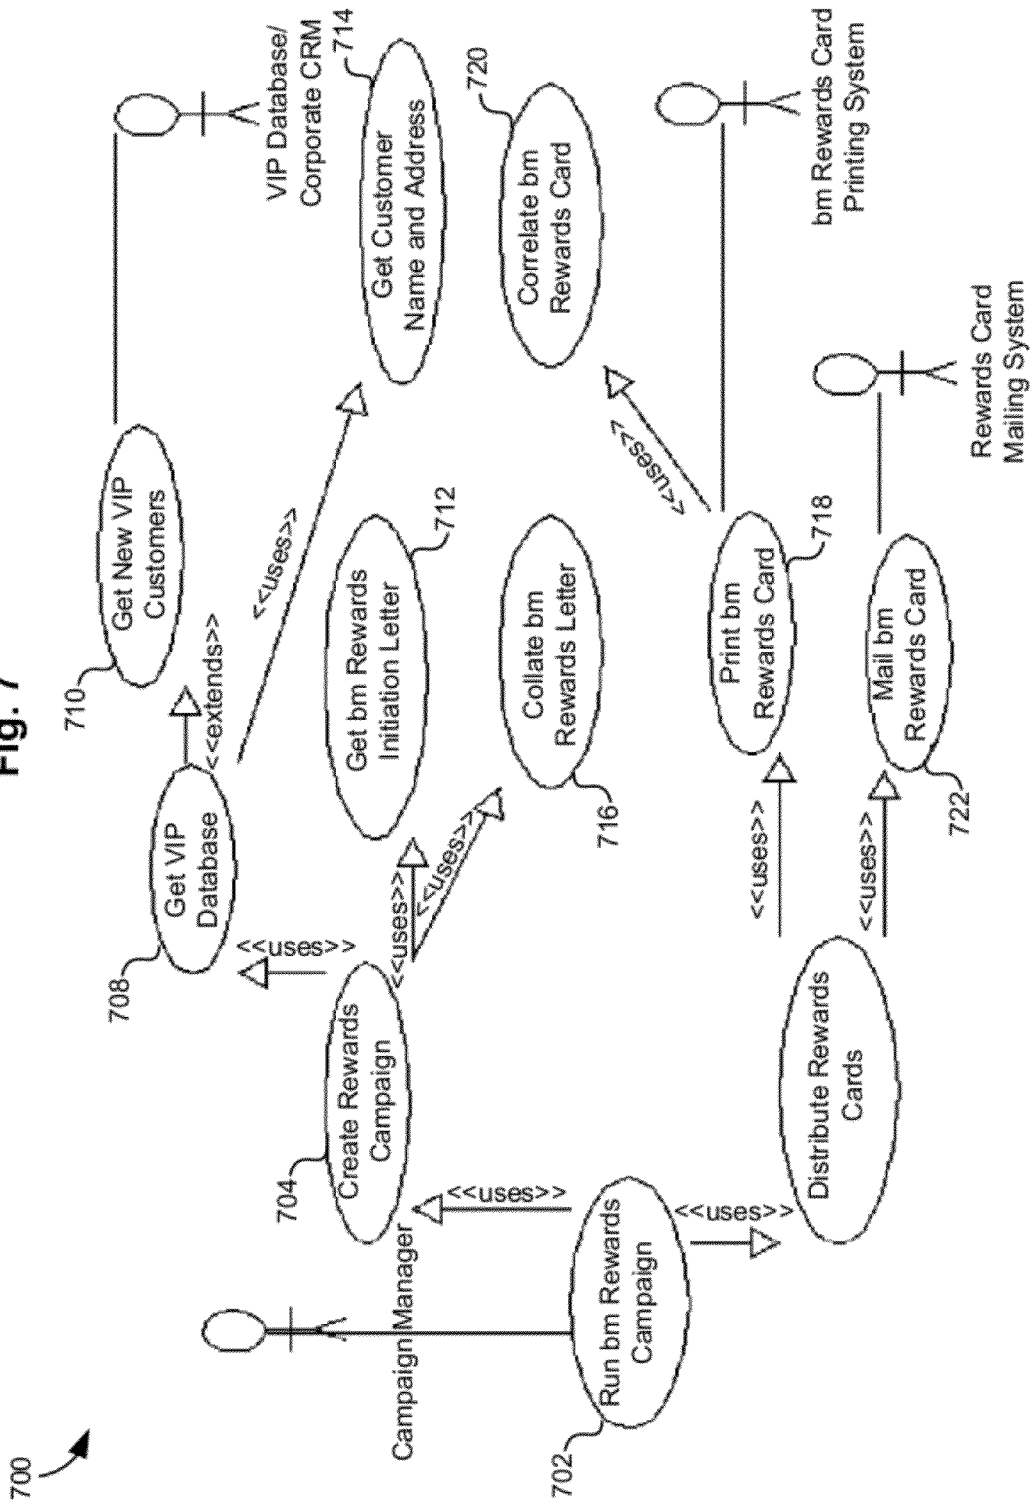 Fig. 7
700
Campaign Manager
702
Run bm Rewards
Campaign
<<uses>>
<<uses>>
704
Create Rewards
Campaign
Distribute Rewards
Cards
<<uses>>
<<uses>>
<<uses>>
<<uses>>
<<uses>>
708
Get VIP
Database
<<extends>>
<<uses>>
710
Get New VIP
Customers
712
Get bm Rewards
Initiation Letter
716
Collate bm
Rewards Letter
718
Print bm
Rewards Card
722
Mail bm
Rewards Card
<<uses>>
714
Get Customer
Name and Address
720
Correlate bm
Rewards Card
VIP Database/
Corporate CRM
bm Rewards Card
Printing System
Rewards Card
Mailing System